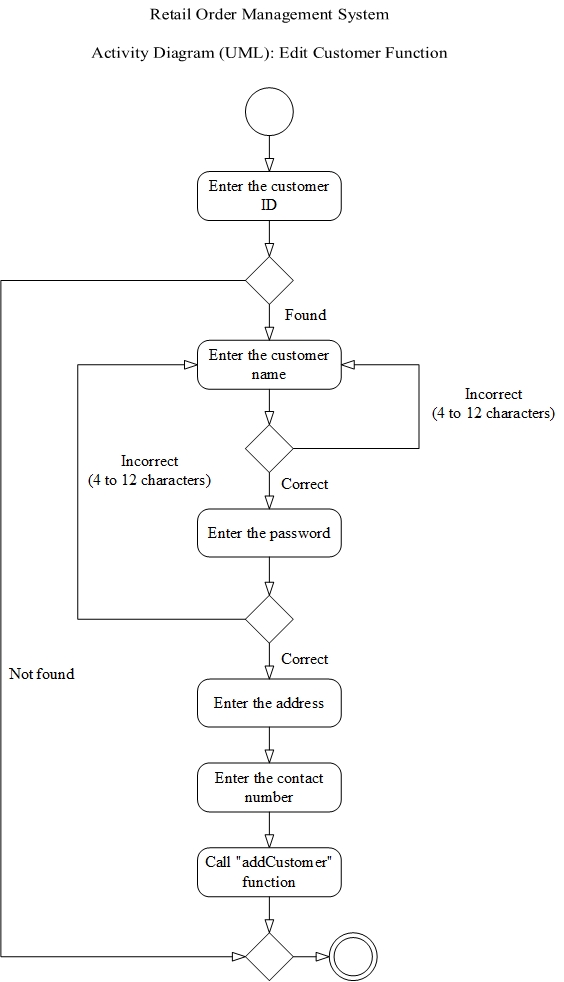 Retail Order Management System
Activity Diagram (UML): Edit Customer Function
Enter the customer
ID
Found
Enter the customer
name
Incorrect
(4 to 12 characters)
Incorrect
(4 to 12 characters)
Correct
Enter the password
Correct
Not found
Enter the address
Enter the contact
number
Call "addCustomer"
function